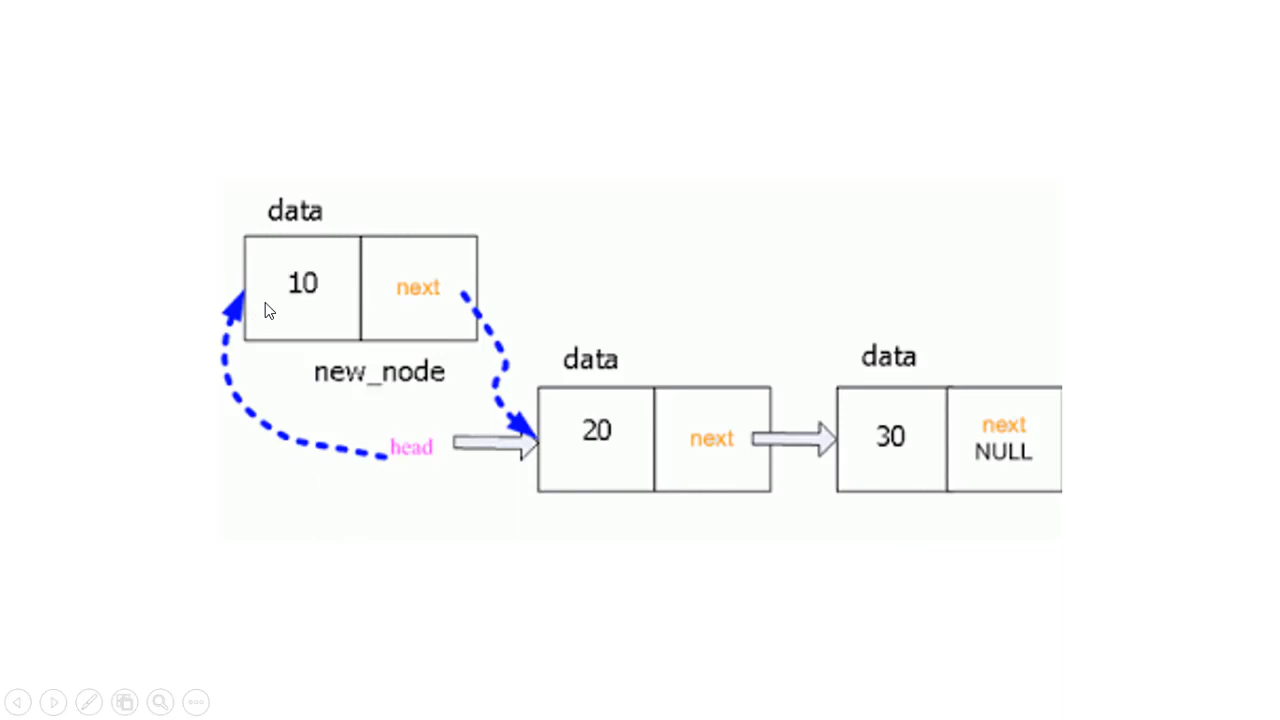 data
10 next
new_node
head
data
20 next
data
30 next
NULL